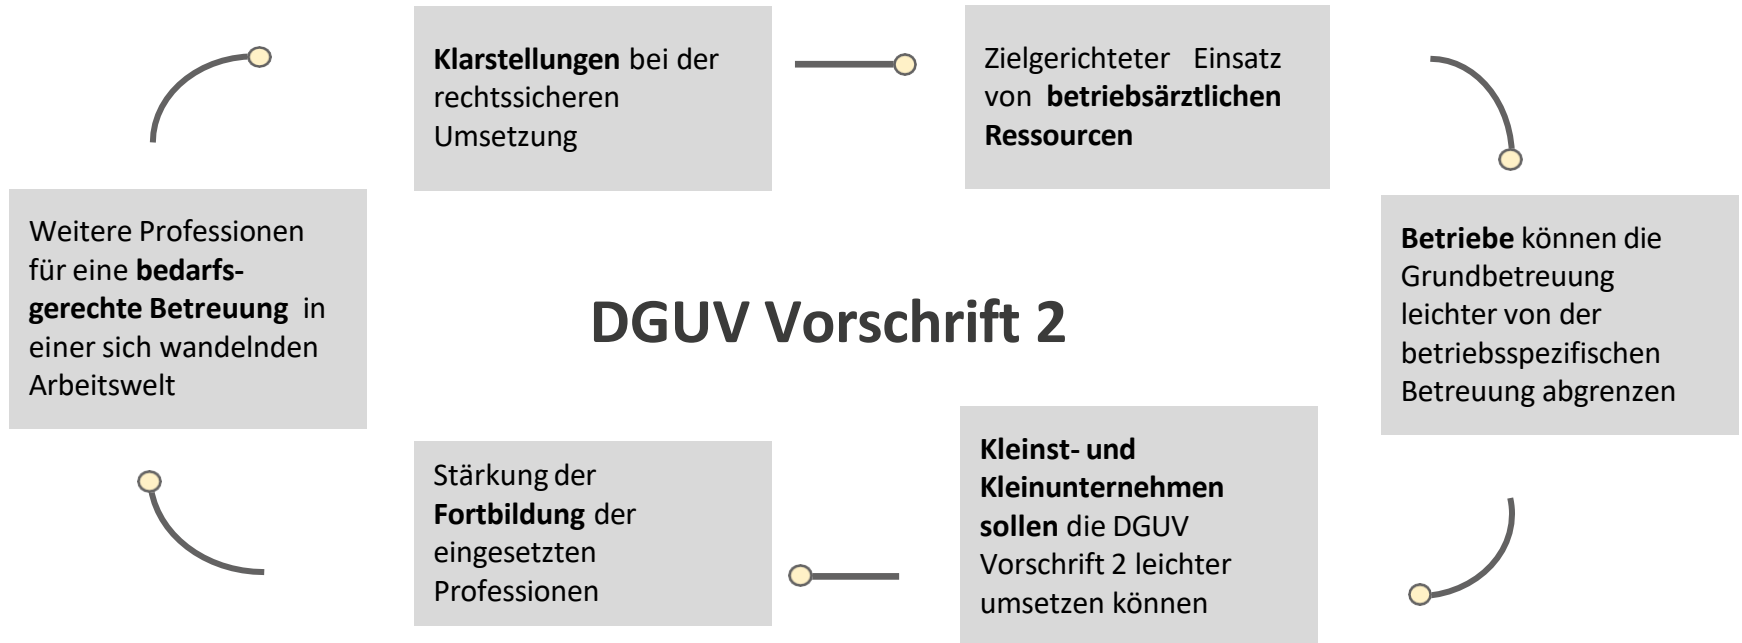 Klarstellungen bei der
rechtssicheren
Umsetzung
Zielgerichteter Einsatz
von betriebsärztlichen
Ressourcen
Betriebe können die
Grundbetreuung
leichter von der
betriebsspezifischen
Betreuung abgrenzen
Kleinst- und
Kleinunternehmen
sollen die DGUV
Vorschrift 2 leichter
umsetzen können
Stärkung der
Fortbildung der
eingesetzten
Professionen
Weitere Professionen
für eine bedarfs-
gerechte Betreuung in
einer sich wandelnden
Arbeitswelt
DGUV Vorschrift 2